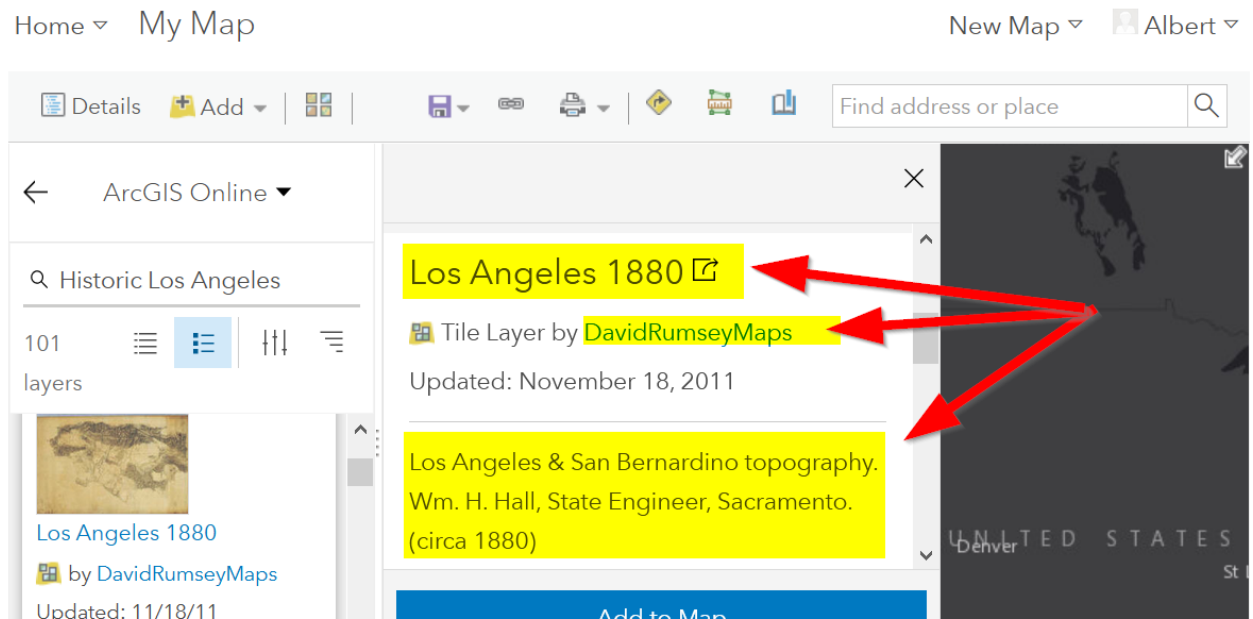 Home My Map New Map Albert
Details Add Find address or place
ArcGIS Online
Historic Los Angeles
101
layers
Los Angeles 1880
by DavidRumseyMaps
Updated: 11/18/11
Los Angeles 1880
Tile Layer by DavidRumseyMaps
Updated: November 18, 2011
Los Angeles & San Bernardino topography.
Wm. H. Hall, State Engineer, Sacramento.
(circa 1880)
Add to Map
UNITED STATES
Denver
St